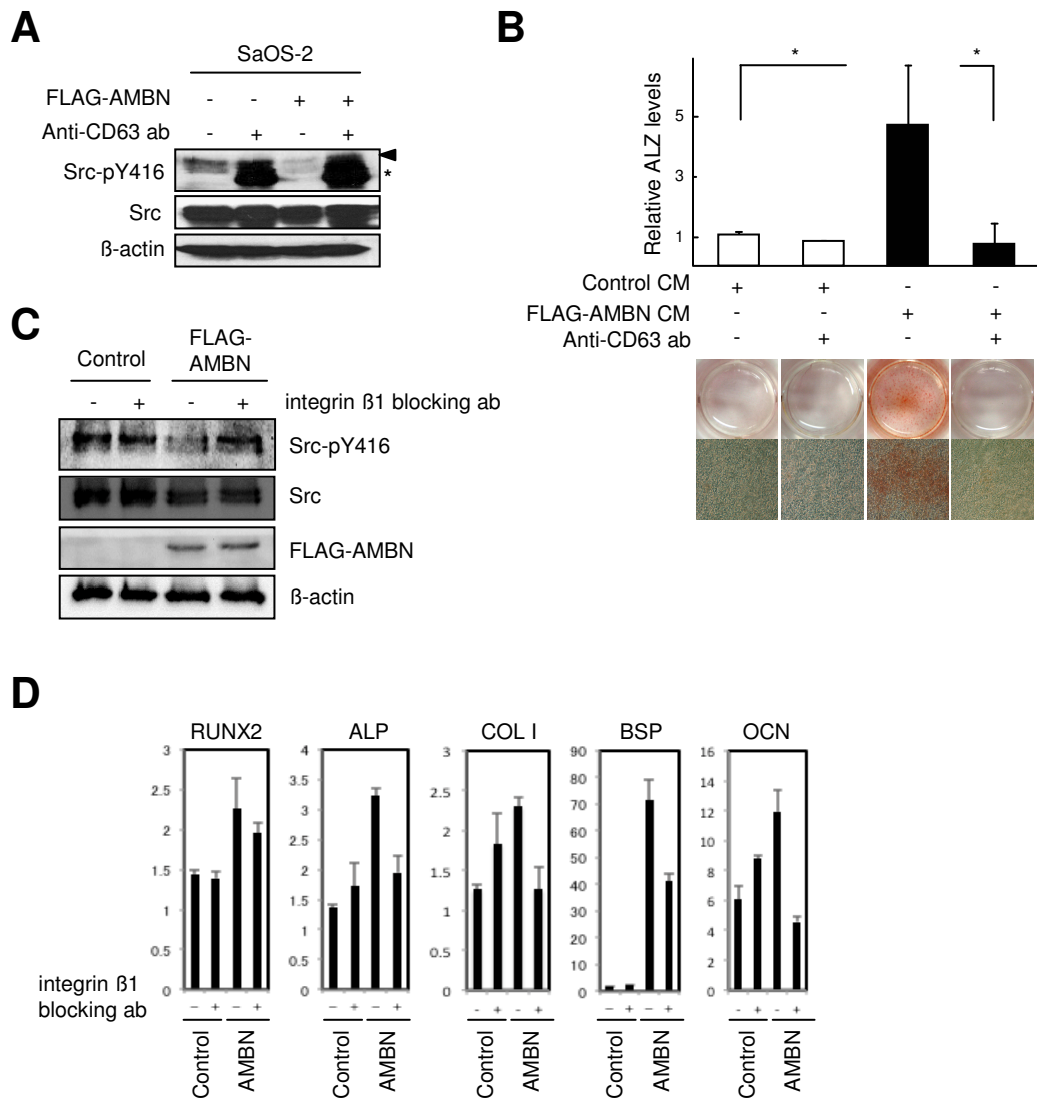 A
SaOS-2
FLAG-AMBN - - + +
Anti-CD63 ab - + - +
Src-pY416
*
Src
ß-actin
B
* *
Relative ALZ levels
5
3
1
Control CM + + - -
FLAG-AMBN CM - - + +
Anti-CD63 ab - + - +
C
Control FLAG-AMBN
- + - + integrin ß1 blocking ab
Src-pY416
Src
FLAG-AMBN
ß-actin
D
RUNX2
3
2.5
2
1.5
1
0.5
0
ALP
4
3.5
3
2.5
2
1.5
1
0.5
0
COL I
3
2.5
2
1.5
1
0.5
0
BSP
90
80
70
60
50
40
30
20
10
0
OCN
16
14
12
10
8
6
4
2
0
integrin ß1
blocking ab
- + - + - + - + - + - + - + - + - + - +
Control AMBN Control AMBN Control AMBN Control AMBN Control AMBN